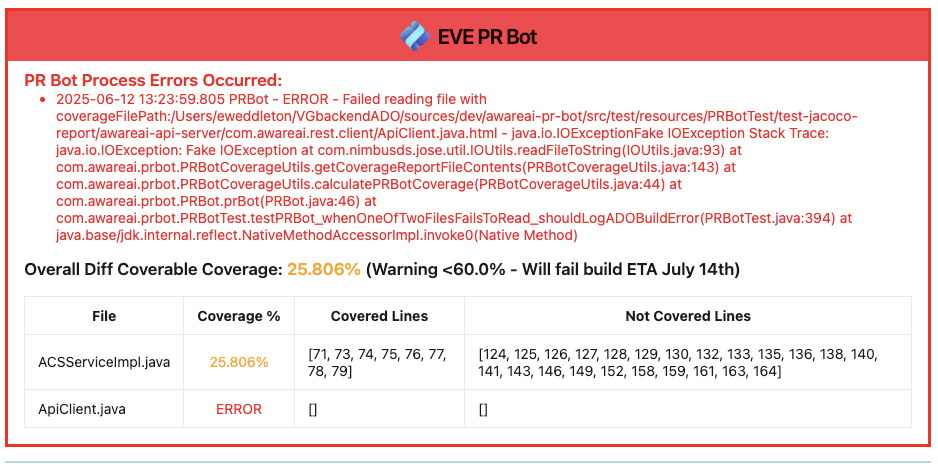 EVE PR Bot
PR Bot Process Errors Occurred:
• 2025-06-12 13:23:59.805 PRBot - ERROR - Failed reading file with
coverageFilePath:/Users/eweddleton/VGbackendADO/sources/dev/awareai-pr-bot/src/test/resources/PRBotTest/test-jacoco-
report/awareai-api-server/com.awareai.rest.client/ApiClient.java.html - java.io.IOExceptionFake IOException Stack Trace:
java.io.IOException: Fake IOException at com.nimbusds.jose.util.IOUtils.readFileToString(IOUtils.java:93) at
com.awareai.prbot.PRBotCoverageUtils.getCoverageReportFileContents(PRBotCoverageUtils.java:143) at
com.awareai.prbot.PRBotCoverageUtils.calculatePRBotCoverage(PRBotCoverageUtils.java:44) at
com.awareai.prbot.PRBot.prBot(PRBot.java:46) at
com.awareai.prbot.PRBotTest.testPRBot_whenOneOfTwoFilesFailsToRead_shouldLogADOBuildError(PRBotTest.java:394) at
java.base/jdk.internal.reflect.NativeMethodAccessorImpl.invoke0(Native Method)
Overall Diff Coverable Coverage: 25.806% (Warning <60.0% - Will fail build ETA July 14th)
File Coverage % Covered Lines Not Covered Lines
ACSServiceImpl.java 25.806% [71, 73, 74, 75, 76, 77, 78, 79] [124, 125, 126, 127, 128, 129, 130, 132, 133, 135, 136, 138, 140, 141, 143, 146, 149, 152, 158, 159, 161, 163, 164]
ApiClient.java ERROR [] []